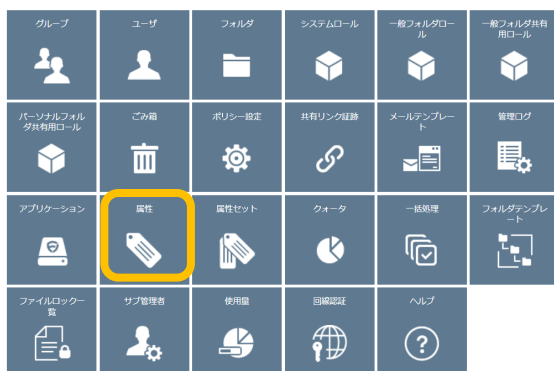 グループ
ユーザ
フォルダ
システムロール
一般フォルダロー
ル
一般フォルダ共有
用ロール
パーソナルフォル
ダ共有用ロール
ごみ箱
ポリシー設定
共有リンク証跡
メールテンプレー
ト
管理ログ
アプリケーション
属性
属性セット
クォータ
一括処理
フォルダテンプレ
ート
ファイルロック一
覧
サブ管理者
使用量
回線認証
ヘルプ